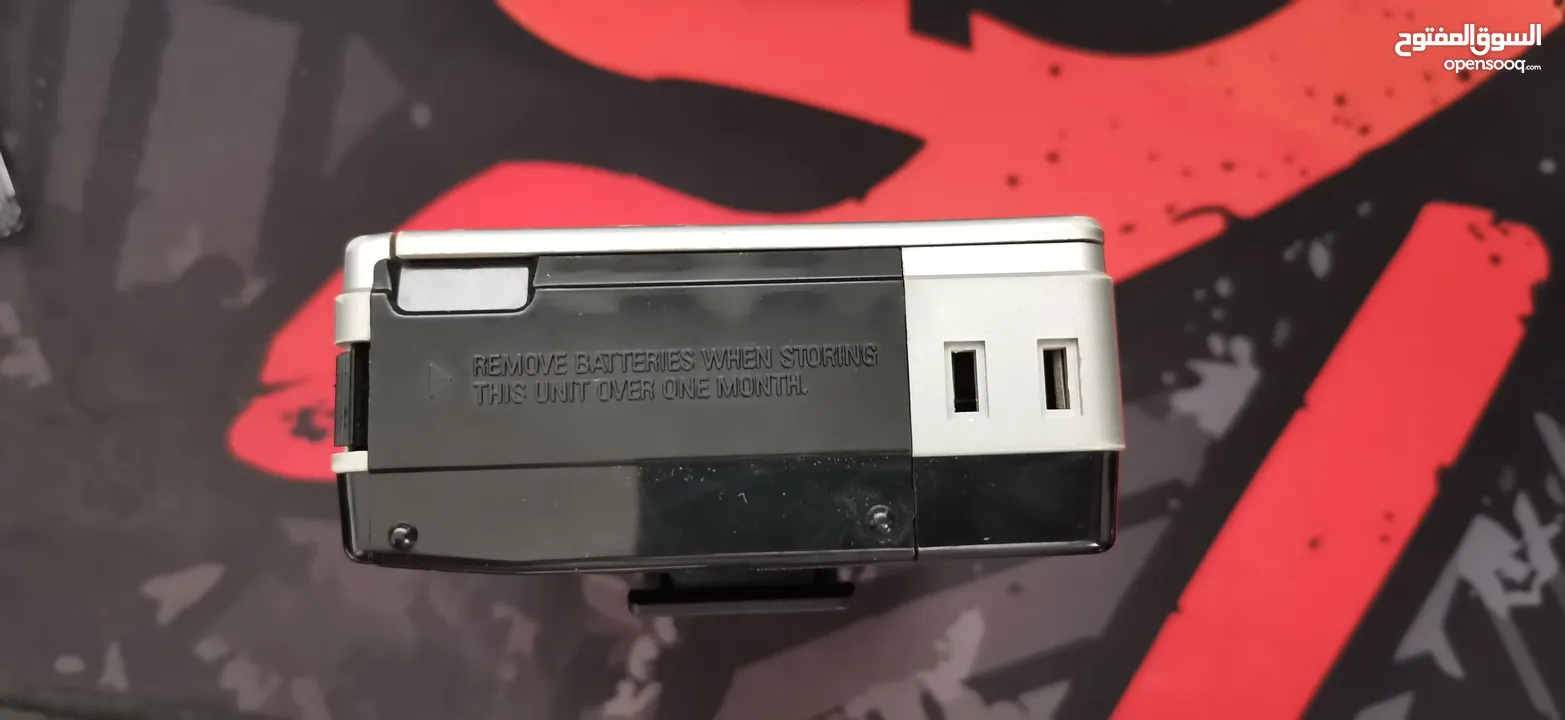 السوق المفتوح
opensooq.com
REMOVE BATTERIES WHEN STORING
THIS UNIT OVER ONE MONTH.